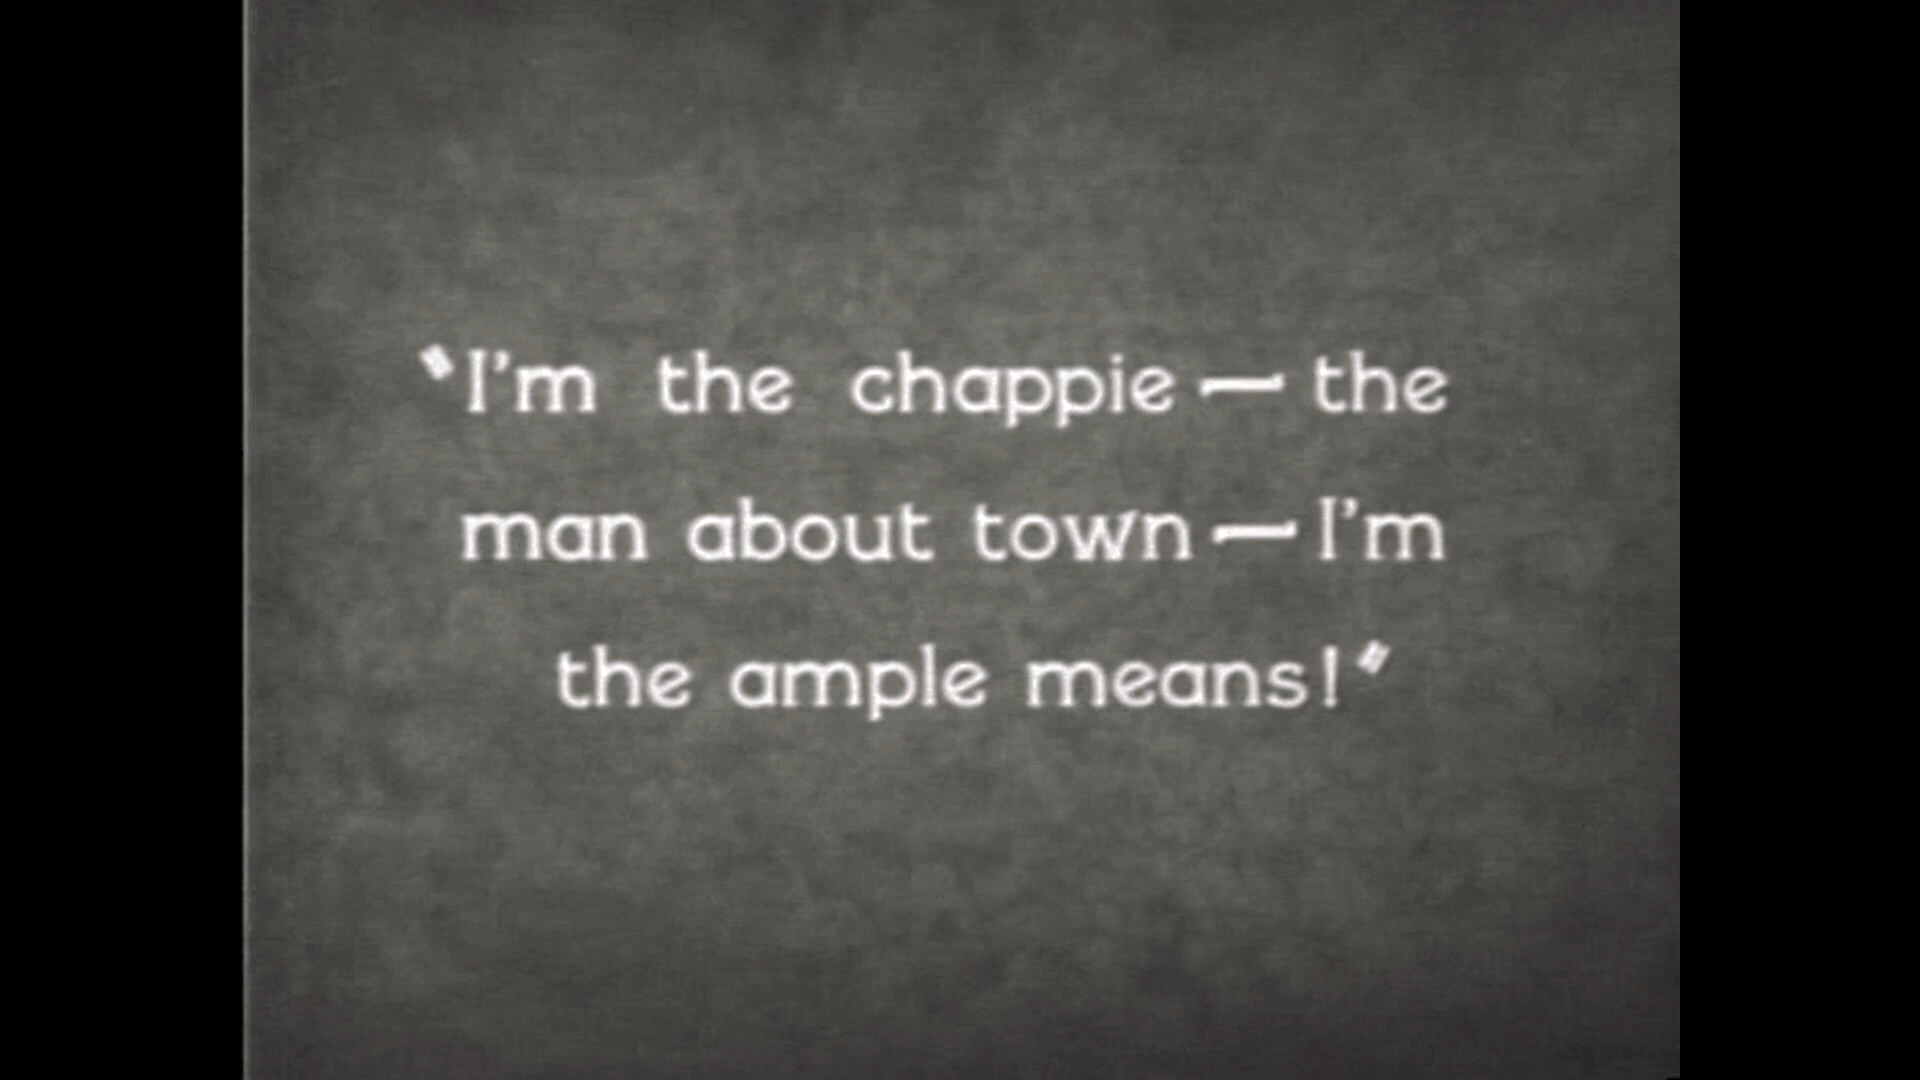 "I'm the chappie — the
man about town — I'm
the ample means!"